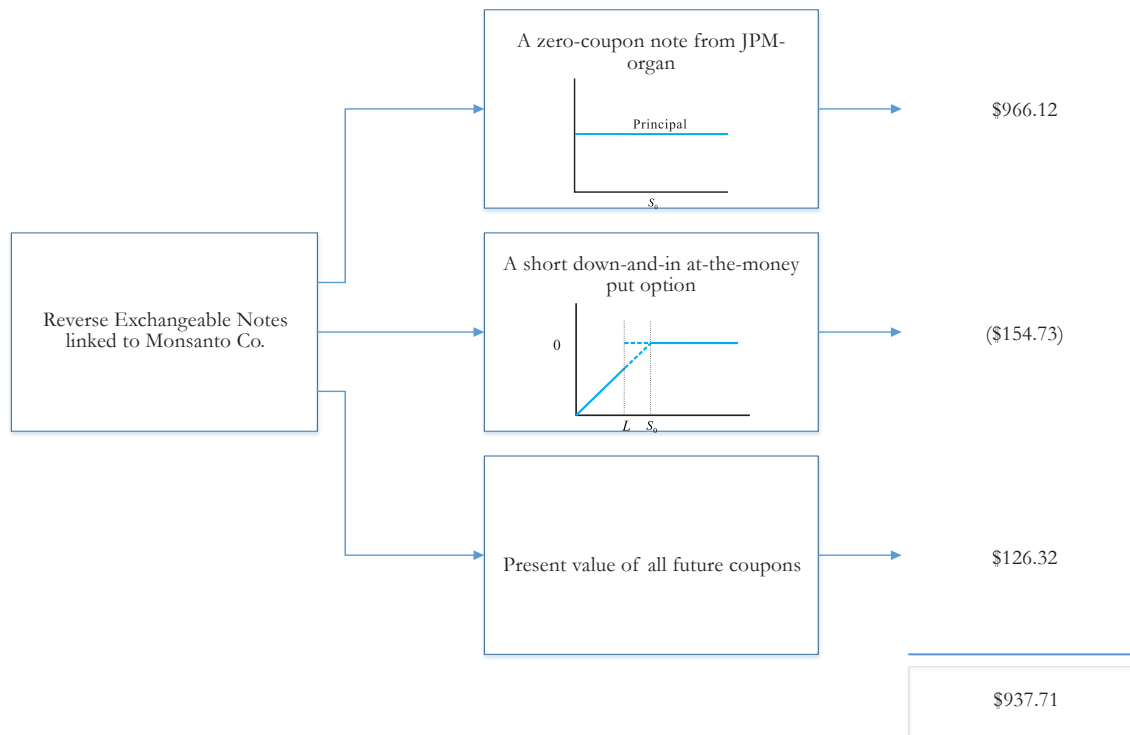 A zero-coupon note from JPM-
organ
Principal
S₀
$966.12
Reverse Exchangeable Notes
linked to Monsanto Co.
A short down-and-in at-the-money
put option
0
L S₀
($154.73)
Present value of all future coupons
$126.32
$937.71